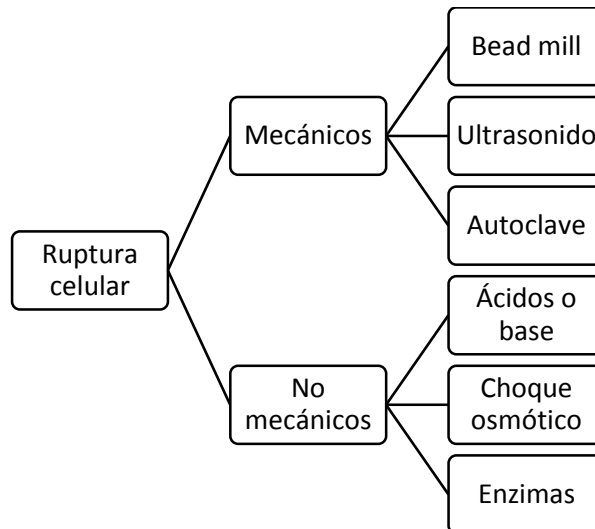 Ruptura
celular
Mecánicos
Bead mill
Ultrasonido
Autoclave
No
mecánicos
Ácidos o
base
Choque
osmótico
Enzimas